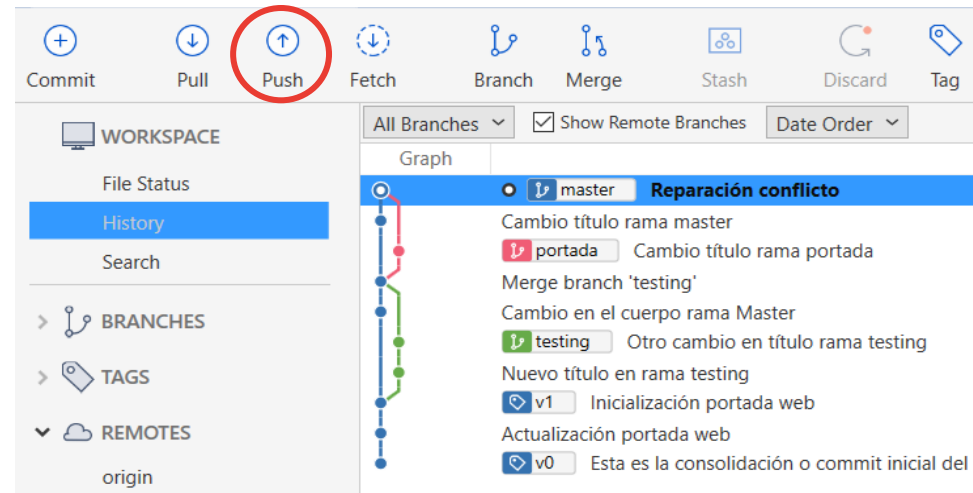 Commit Pull Push Fetch Branch Merge Stash Discard Tag
WORKSPACE
File Status
History
Search
BRANCHES
TAGS
REMOTES
origin
All Branches Show Remote Branches Date Order
Graph
master Reparación conflicto
Cambio título rama master
portada Cambio título rama portada
Merge branch 'testing'
Cambio en el cuerpo rama Master
testing Otro cambio en título rama testing
Nuevo título en rama testing
v1 Inicialización portada web
Actualización portada web
v0 Esta es la consolidación o commit inicial del